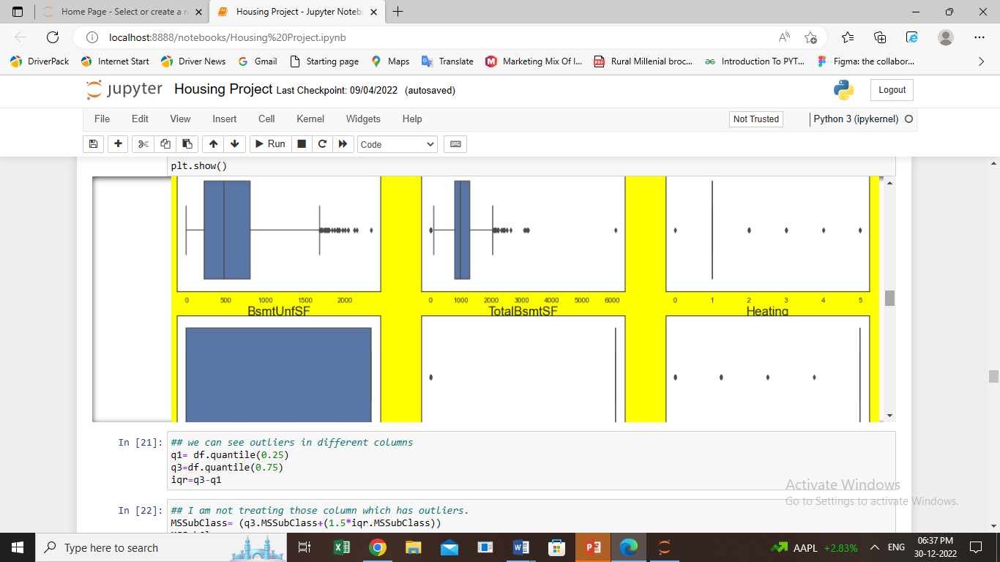 Home Page - Select or create a n
Housing Project - Jupyter Notebo
localhost:8888/notebooks/Housing%20Project.ipynb
DriverPack Internet Start Driver News Gmail Starting page Maps Translate Marketing Mix Of I... Rural Millenial broc... Introduction To PYT... Figma: the collabor...
jupyter Housing Project Last Checkpoint: 09/04/2022 (autosaved) Logout
File Edit View Insert Cell Kernel Widgets Help Not Trusted Python 3 (ipykernel)
Run Code
plt.show()
0 500 1000 1500 2000 0 1000 2000 3000 4000 5000 6000 0 1 2 3 4 5
BsmtUnfSF TotalBsmtSF Heating
In [21]: ## we can see outliers in different columns
q1= df.quantile(0.25)
q3=df.quantile(0.75)
iqr=q3-q1
Activate Windows
Go to Settings to activate Windows.
In [22]: ## I am not treating those column which has outliers.
MSSubClass= (q3.MSSubClass+(1.5*iqr.MSSubClass))
Type here to search
AAPL +2.83% ENG 06:37 PM
30-12-2022